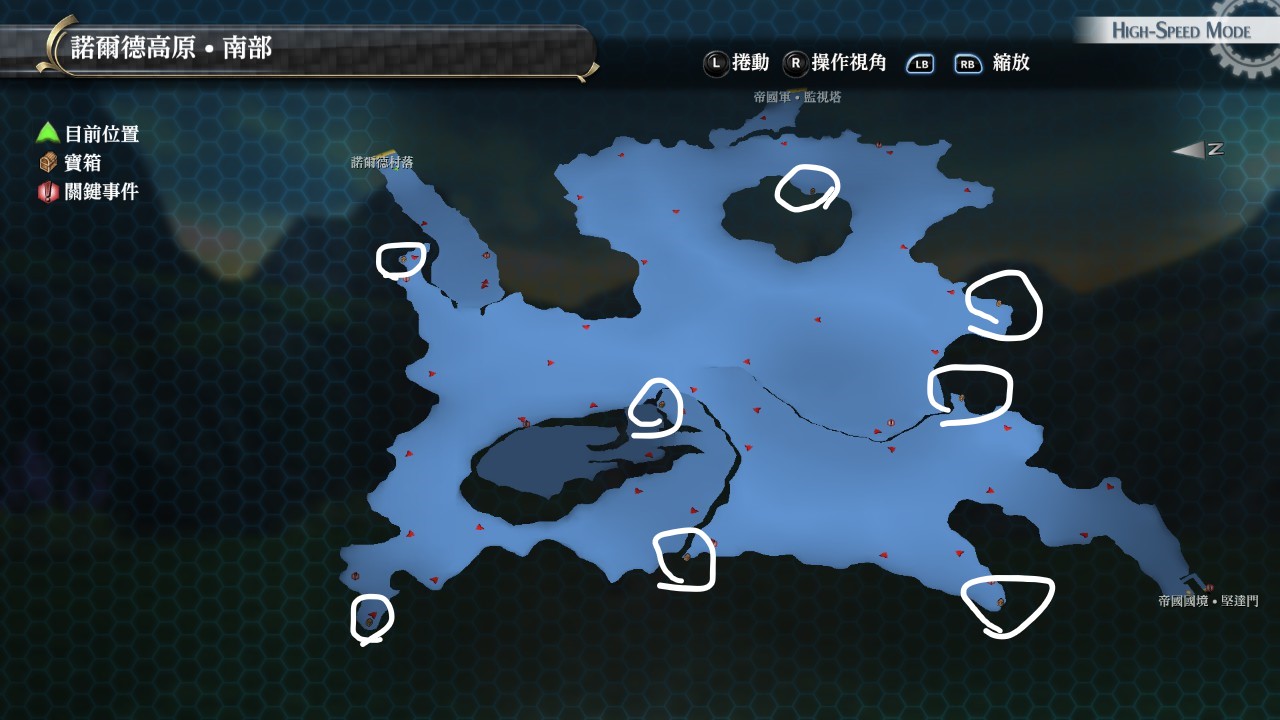 諾爾德高原・南部
HIGH-SPEED MODE
L 捲動 R 操作視角 LB RB 縮放
帝國軍・監視塔
目前位置
諾爾德村落
寶箱
關鍵事件
Z
帝國國境・堅達門